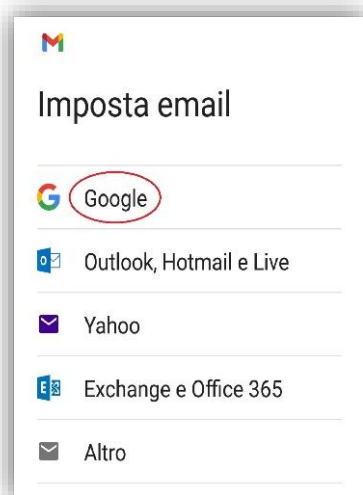 Imposta email
Google
Outlook, Hotmail e Live
Yahoo
Exchange e Office 365
Altro